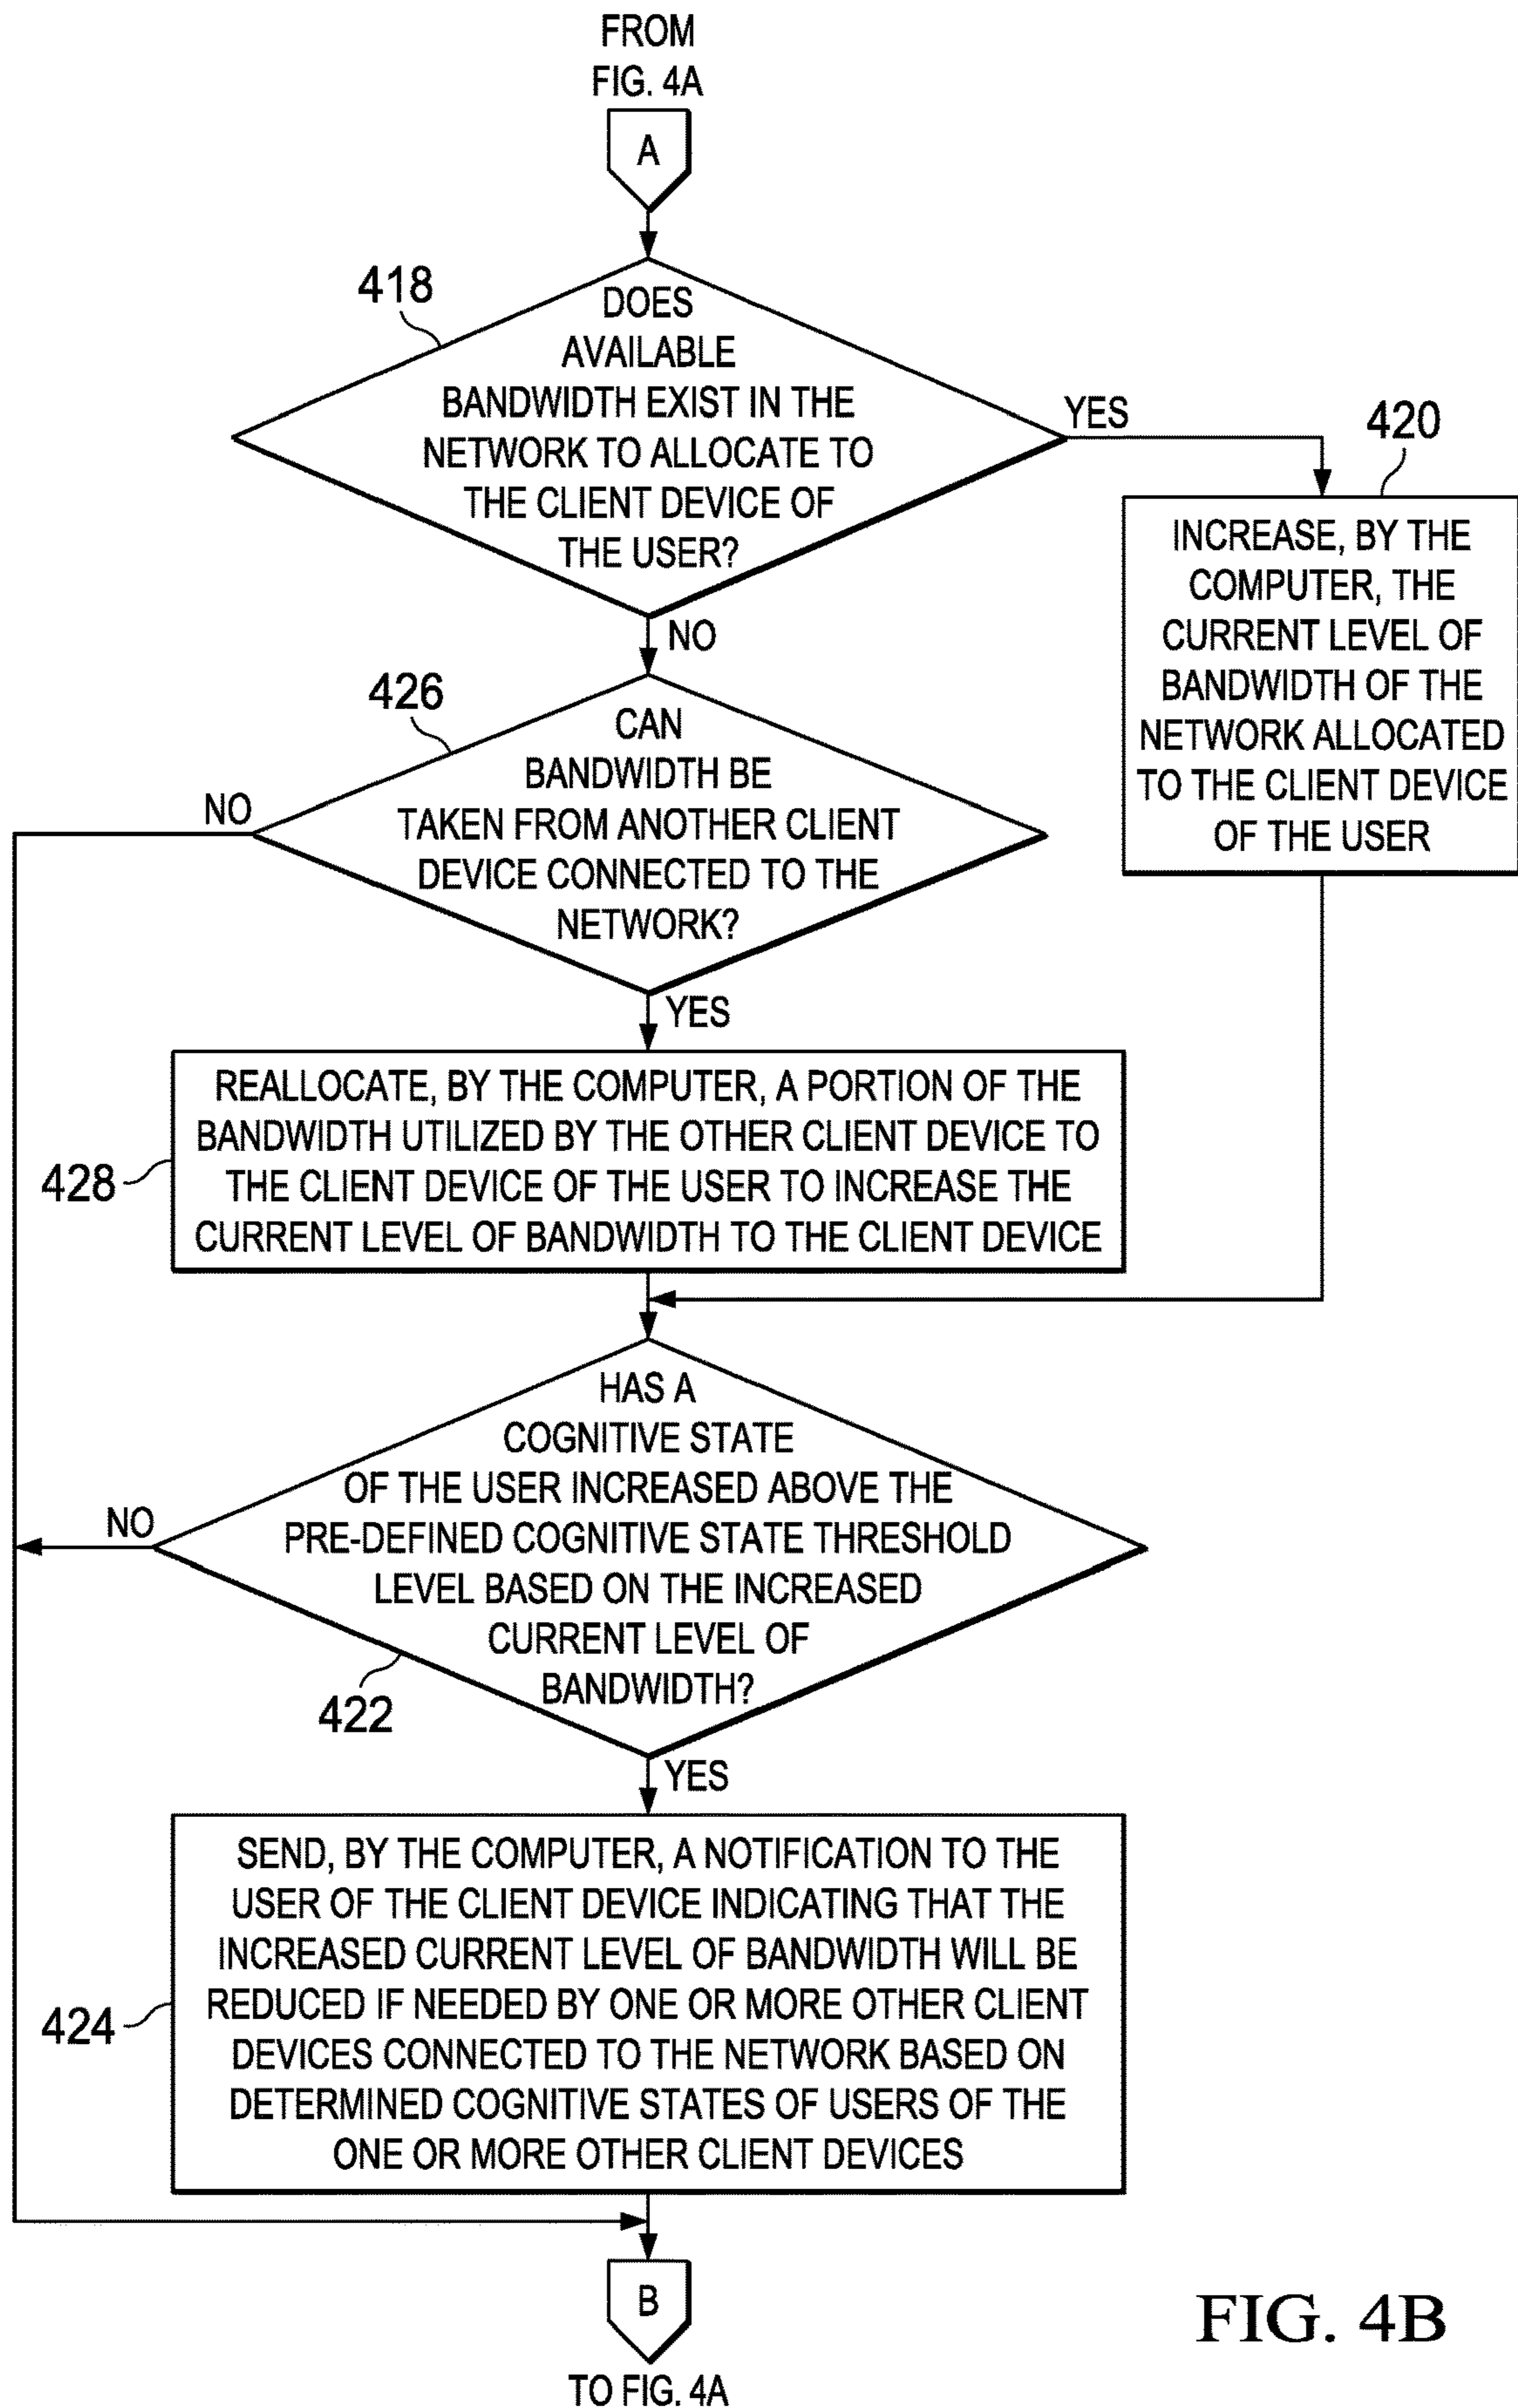 FROM
FIG. 4A
A
418
DOES
AVAILABLE
BANDWIDTH EXIST IN THE
NETWORK TO ALLOCATE TO
THE CLIENT DEVICE OF
THE USER?
YES
420
INCREASE, BY THE
COMPUTER, THE
CURRENT LEVEL OF
BANDWIDTH OF THE
NETWORK ALLOCATED
TO THE CLIENT DEVICE
OF THE USER
NO
426
CAN
BANDWIDTH BE
TAKEN FROM ANOTHER CLIENT
DEVICE CONNECTED TO THE
NETWORK?
NO
YES
428
REALLOCATE, BY THE COMPUTER, A PORTION OF THE
BANDWIDTH UTILIZED BY THE OTHER CLIENT DEVICE TO
THE CLIENT DEVICE OF THE USER TO INCREASE THE
CURRENT LEVEL OF BANDWIDTH TO THE CLIENT DEVICE
HAS A
COGNITIVE STATE
OF THE USER INCREASED ABOVE THE
PRE-DEFINED COGNITIVE STATE THRESHOLD
LEVEL BASED ON THE INCREASED
CURRENT LEVEL OF
BANDWIDTH?
NO
422
YES
424
SEND, BY THE COMPUTER, A NOTIFICATION TO THE
USER OF THE CLIENT DEVICE INDICATING THAT THE
INCREASED CURRENT LEVEL OF BANDWIDTH WILL BE
REDUCED IF NEEDED BY ONE OR MORE OTHER CLIENT
DEVICES CONNECTED TO THE NETWORK BASED ON
DETERMINED COGNITIVE STATES OF USERS OF THE
ONE OR MORE OTHER CLIENT DEVICES
B
TO FIG. 4A
FIG. 4B